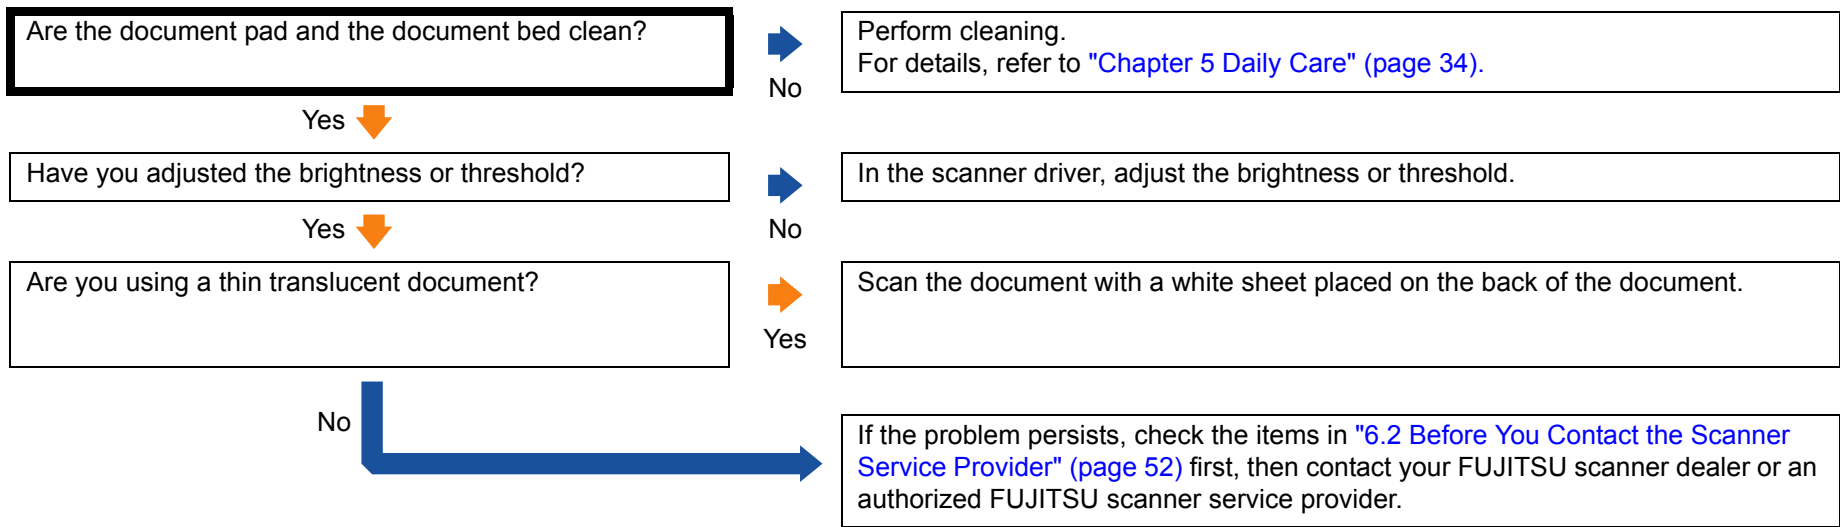 Are the document pad and the document bed clean?
Perform cleaning.
For details, refer to "Chapter 5 Daily Care" (page 34).
No
Yes
Have you adjusted the brightness or threshold?
In the scanner driver, adjust the brightness or threshold.
Yes
No
Are you using a thin translucent document?
Scan the document with a white sheet placed on the back of the document.
Yes
No
If the problem persists, check the items in "6.2 Before You Contact the Scanner
Service Provider" (page 52) first, then contact your FUJITSU scanner dealer or an
authorized FUJITSU scanner service provider.